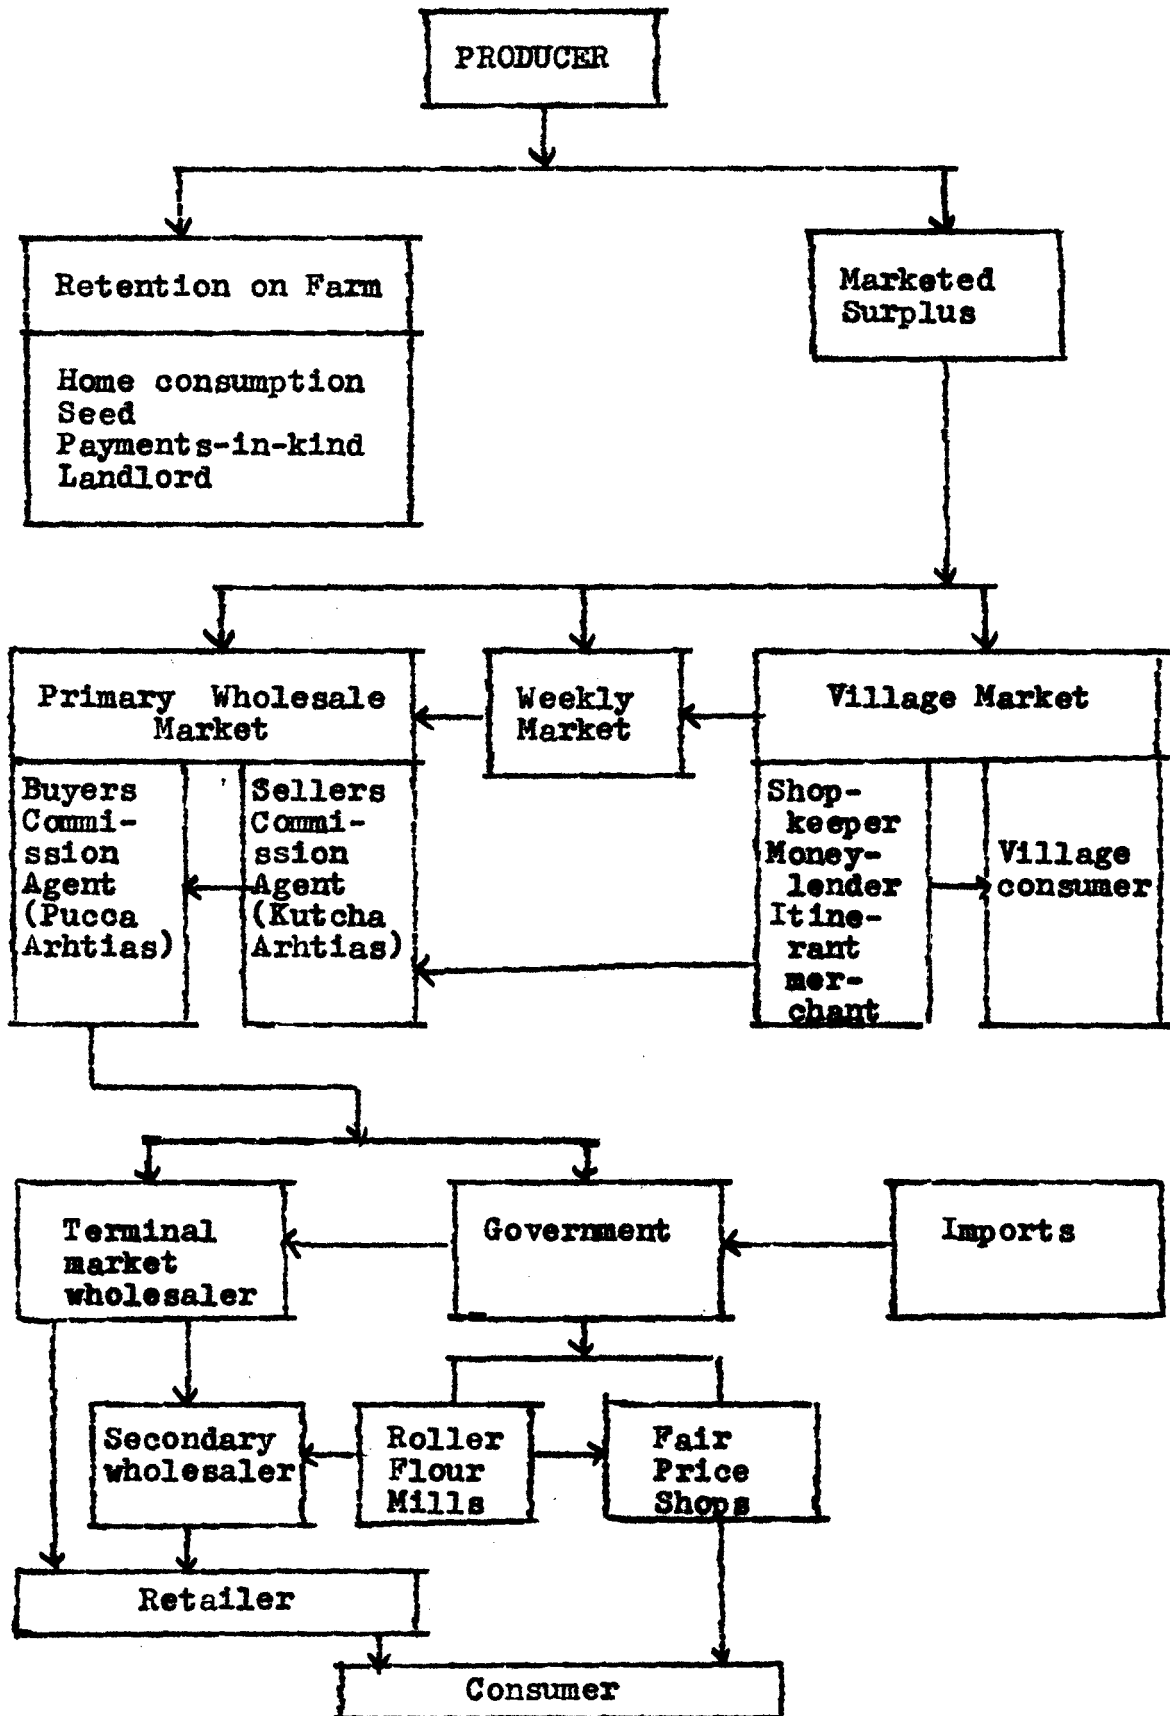 PRODUCER
Retention on Farm
Home consumption
Seed
Payments-in-kind
Landlord
Marketed
Surplus
Primary Wholesale
Market
Buyers
Commi-
ssion
Agent
(Pucca
Arhtias)
Sellers
Commi-
ssion
Agent
(Kutcha
Arhtias)
Weekly
Market
Village Market
Shop-
keeper
Money-
lender
Itine-
rant
mer-
chant
Village
consumer
Terminal
market
wholesaler
Government
Imports
Secondary
wholesaler
Roller
Flour
Mills
Fair
Price
Shops
Retailer
Consumer